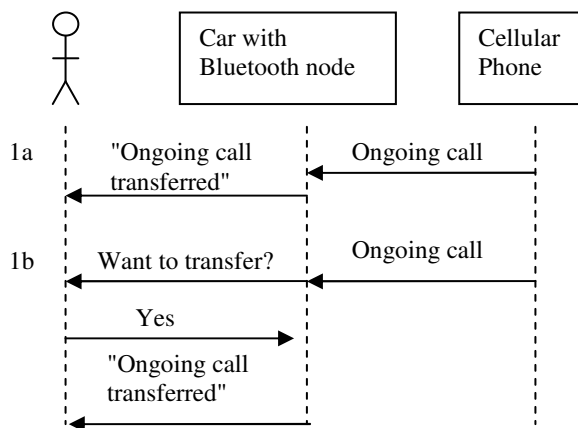 Car with
Bluetooth node
Cellular
Phone
1a
"Ongoing call
transferred"
Ongoing call
1b
Want to transfer?
Ongoing call
Yes
"Ongoing call
transferred"